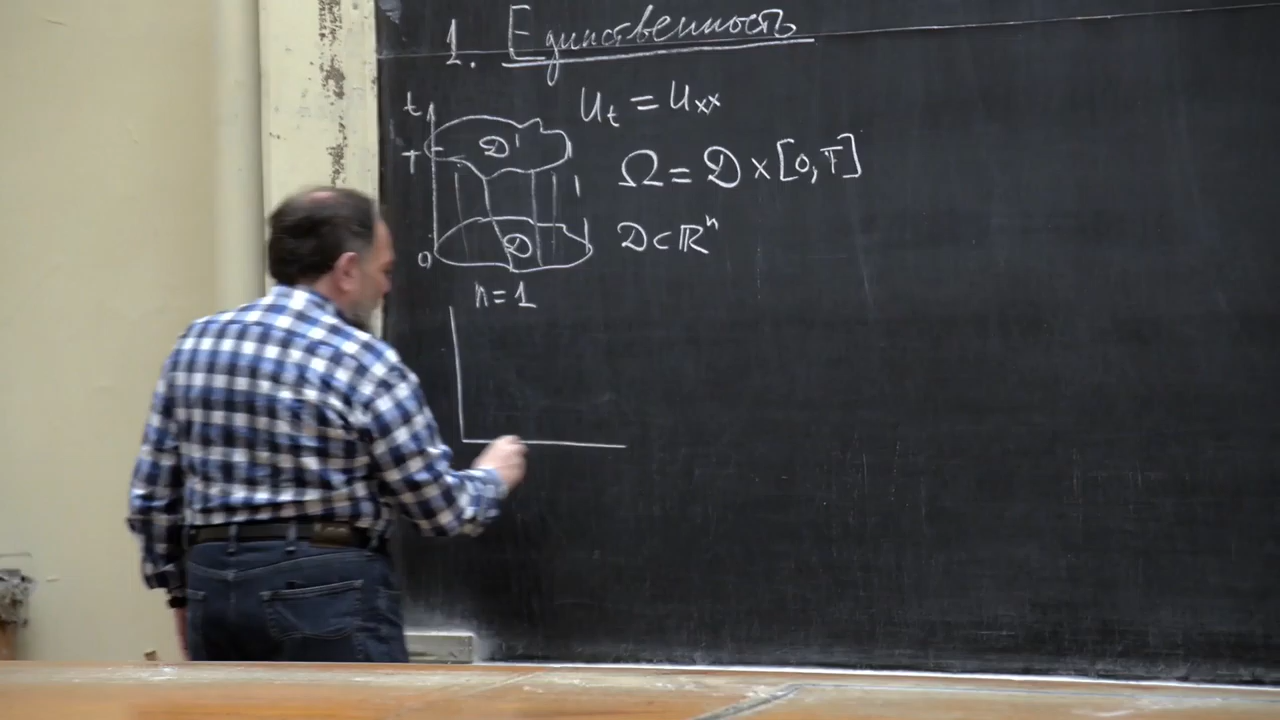 1. Единственность
t
u_t = u_xx
T
𝒟'
Ω = 𝒟 × [0, T]
0
𝒟
𝒟 ⊂ ℝⁿ
n = 1